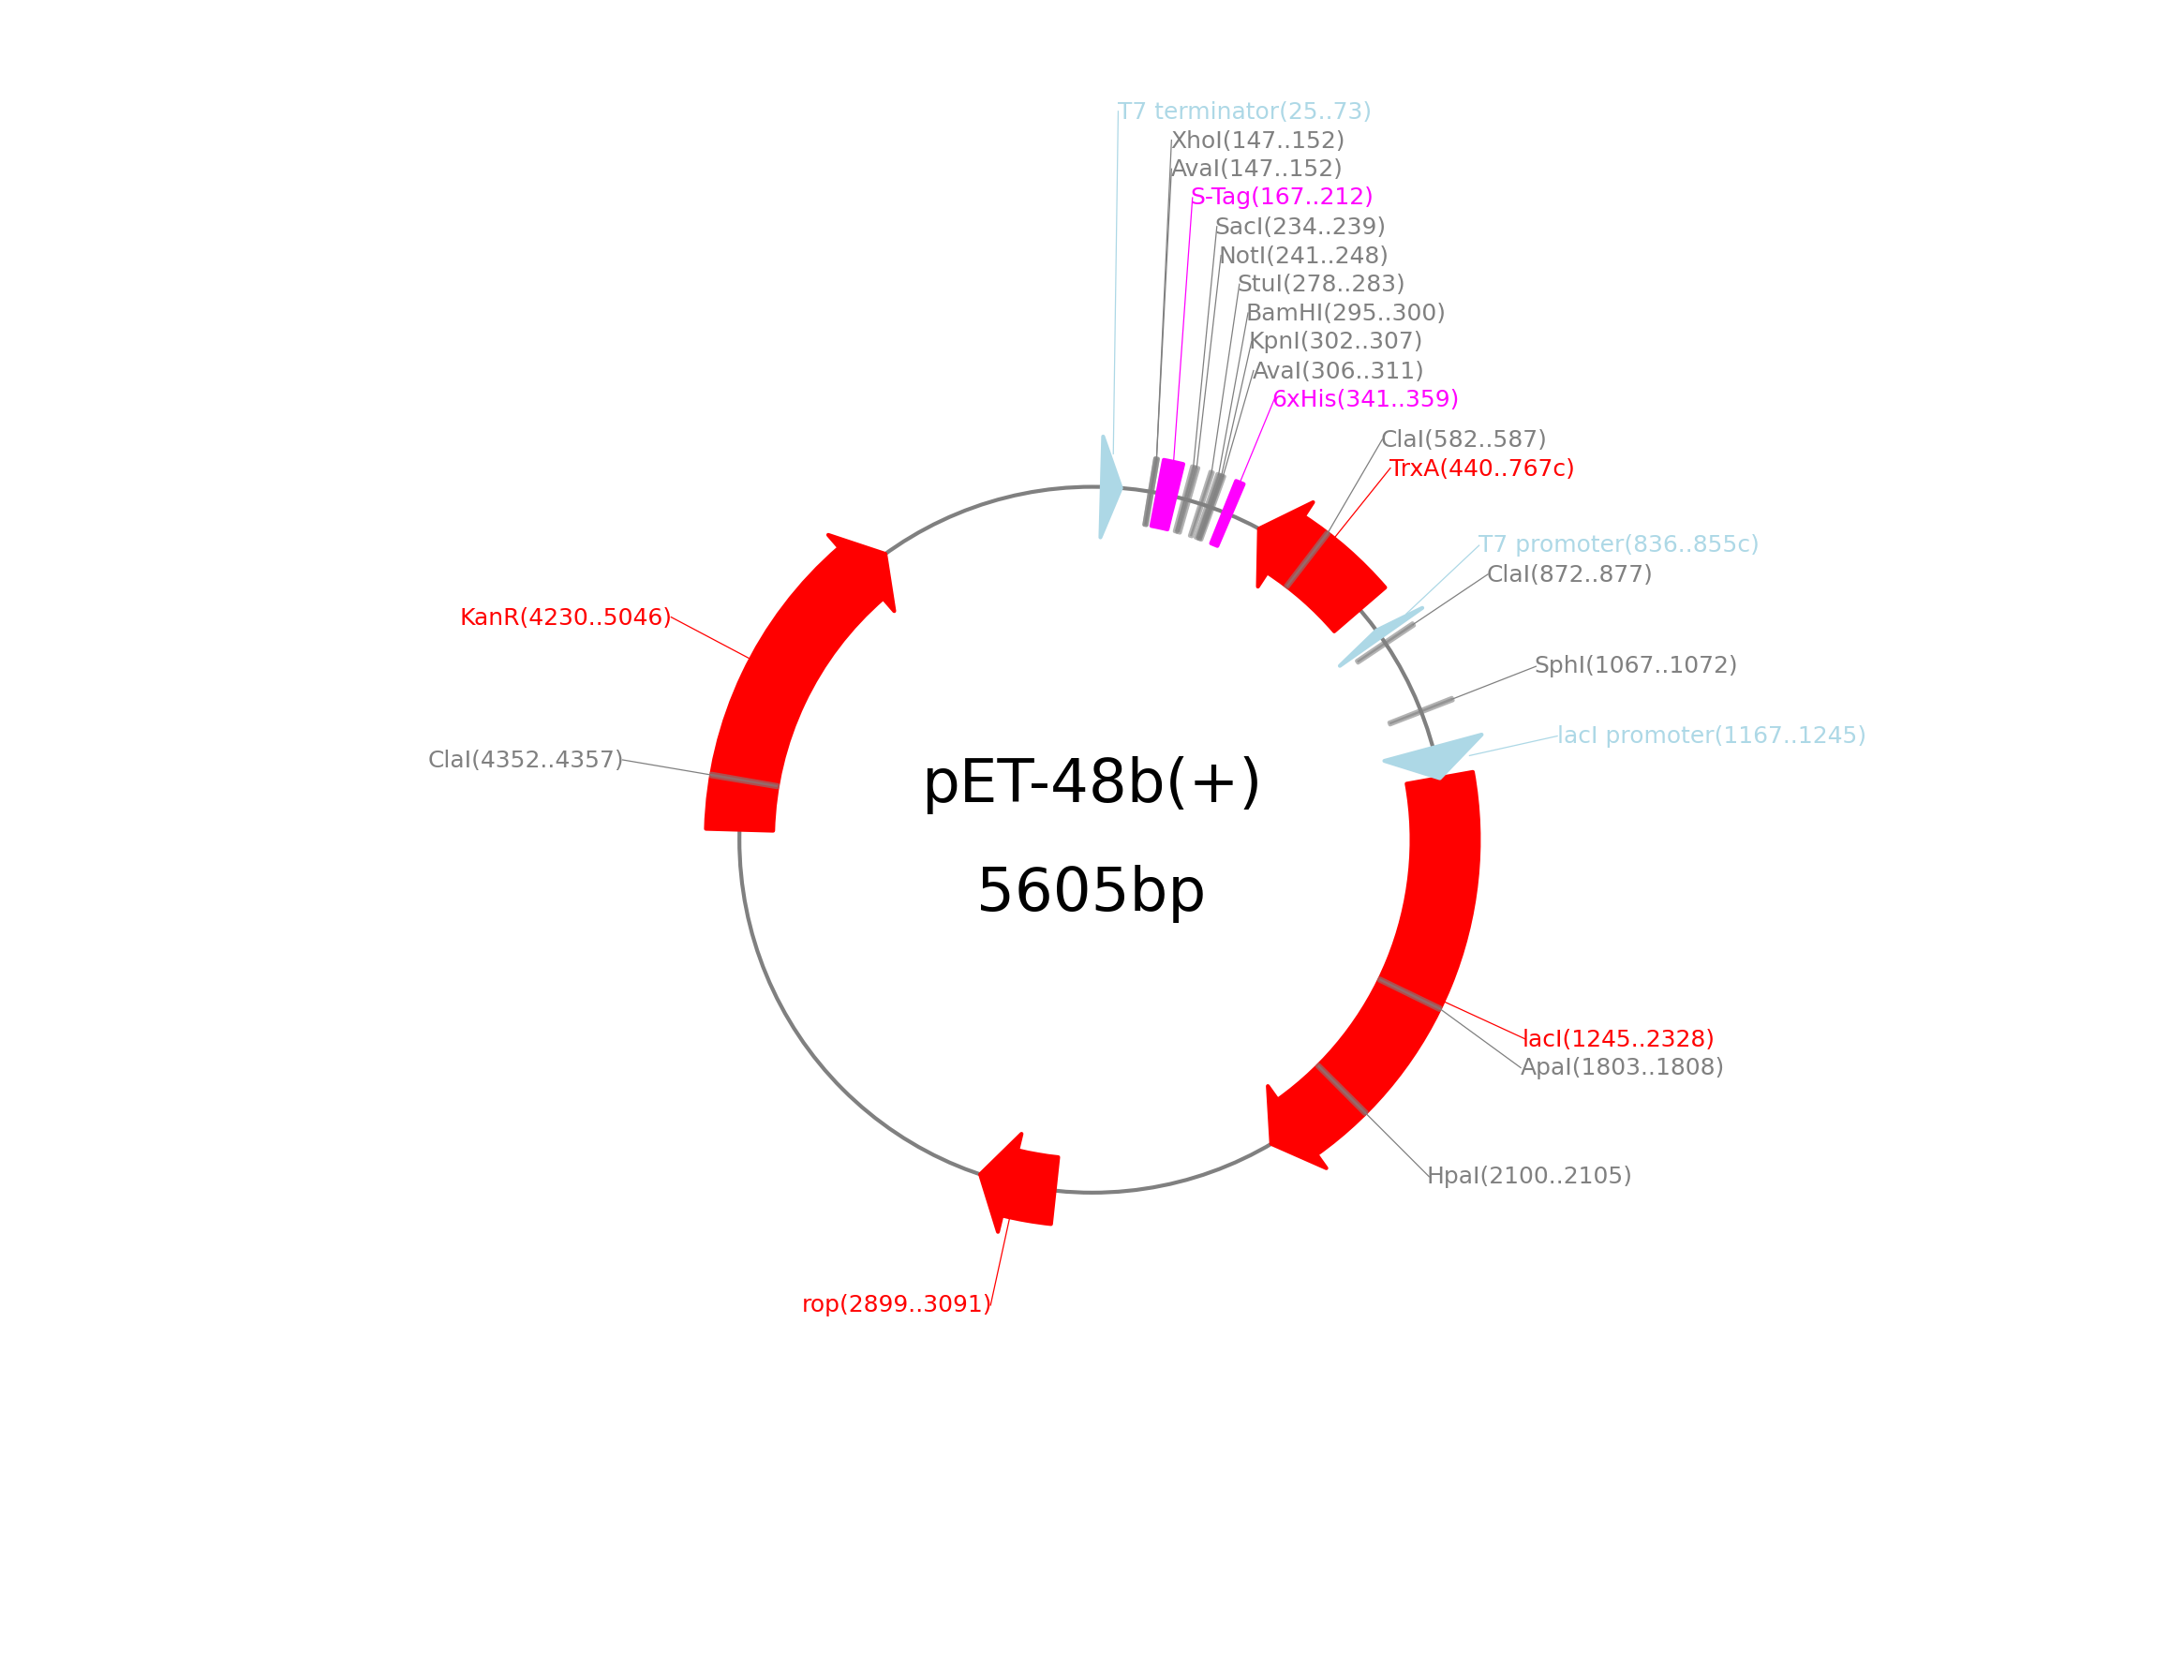 T7 terminator(25..73)
XhoI(147..152)
AvaI(147..152)
S-Tag(167..212)
SacI(234..239)
NotI(241..248)
StuI(278..283)
BamHI(295..300)
KpnI(302..307)
AvaI(306..311)
6xHis(341..359)
ClaI(582..587)
TrxA(440..767c)
T7 promoter(836..855c)
ClaI(872..877)
KanR(4230..5046)
SphI(1067..1072)
lacI promoter(1167..1245)
ClaI(4352..4357)
pET-48b(+)
5605bp
lacI(1245..2328)
ApaI(1803..1808)
HpaI(2100..2105)
rop(2899..3091)